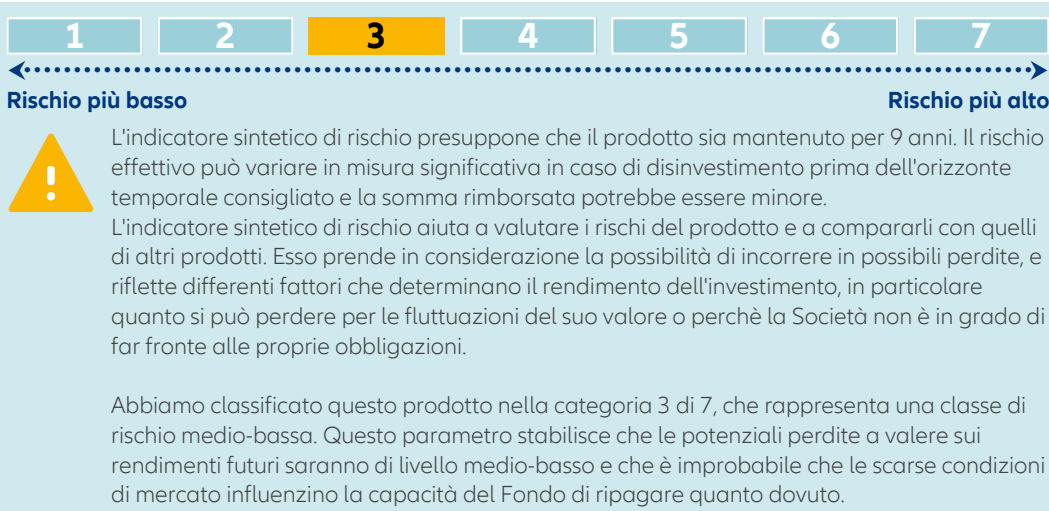 1 2 3 4 5 6 7
Rischio più basso Rischio più alto
L'indicatore sintetico di rischio presuppone che il prodotto sia mantenuto per 9 anni. Il rischio
effettivo può variare in misura significativa in caso di disinvestimento prima dell'orizzonte
temporale consigliato e la somma rimborsata potrebbe essere minore.
L'indicatore sintetico di rischio aiuta a valutare i rischi del prodotto e a compararli con quelli
di altri prodotti. Esso prende in considerazione la possibilità di incorrere in possibili perdite, e
riflette differenti fattori che determinano il rendimento dell'investimento, in particolare
quanto si può perdere per le fluttuazioni del suo valore o perchè la Società non è in grado di
far fronte alle proprie obbligazioni.
Abbiamo classificato questo prodotto nella categoria 3 di 7, che rappresenta una classe di
rischio medio-bassa. Questo parametro stabilisce che le potenziali perdite a valere sui
rendimenti futuri saranno di livello medio-basso e che è improbabile che le scarse condizioni
di mercato influenzino la capacità del Fondo di ripagare quanto dovuto.